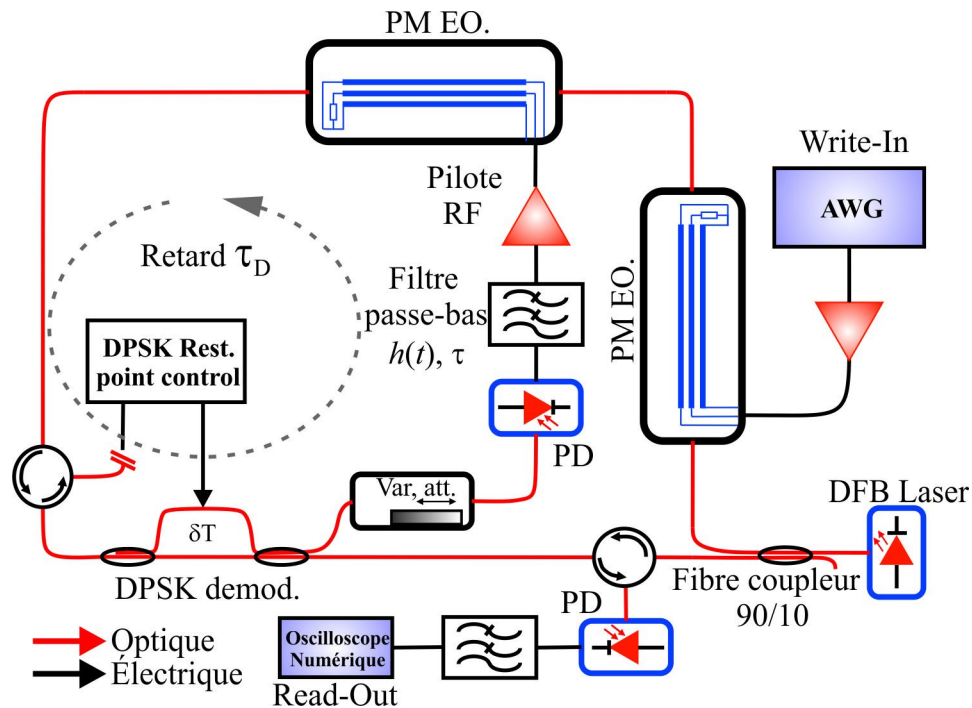 PM EO.
Write-In
AWG
Pilote
RF
Retard τD
Filtre
passe-bas
h(t), τ
PM EO.
DPSK Rest.
point control
PD
Var, att.
DFB Laser
δT
DPSK demod.
PD
Fibre coupleur
90/10
Optique
Électrique
Oscilloscope
Numérique
Read-Out